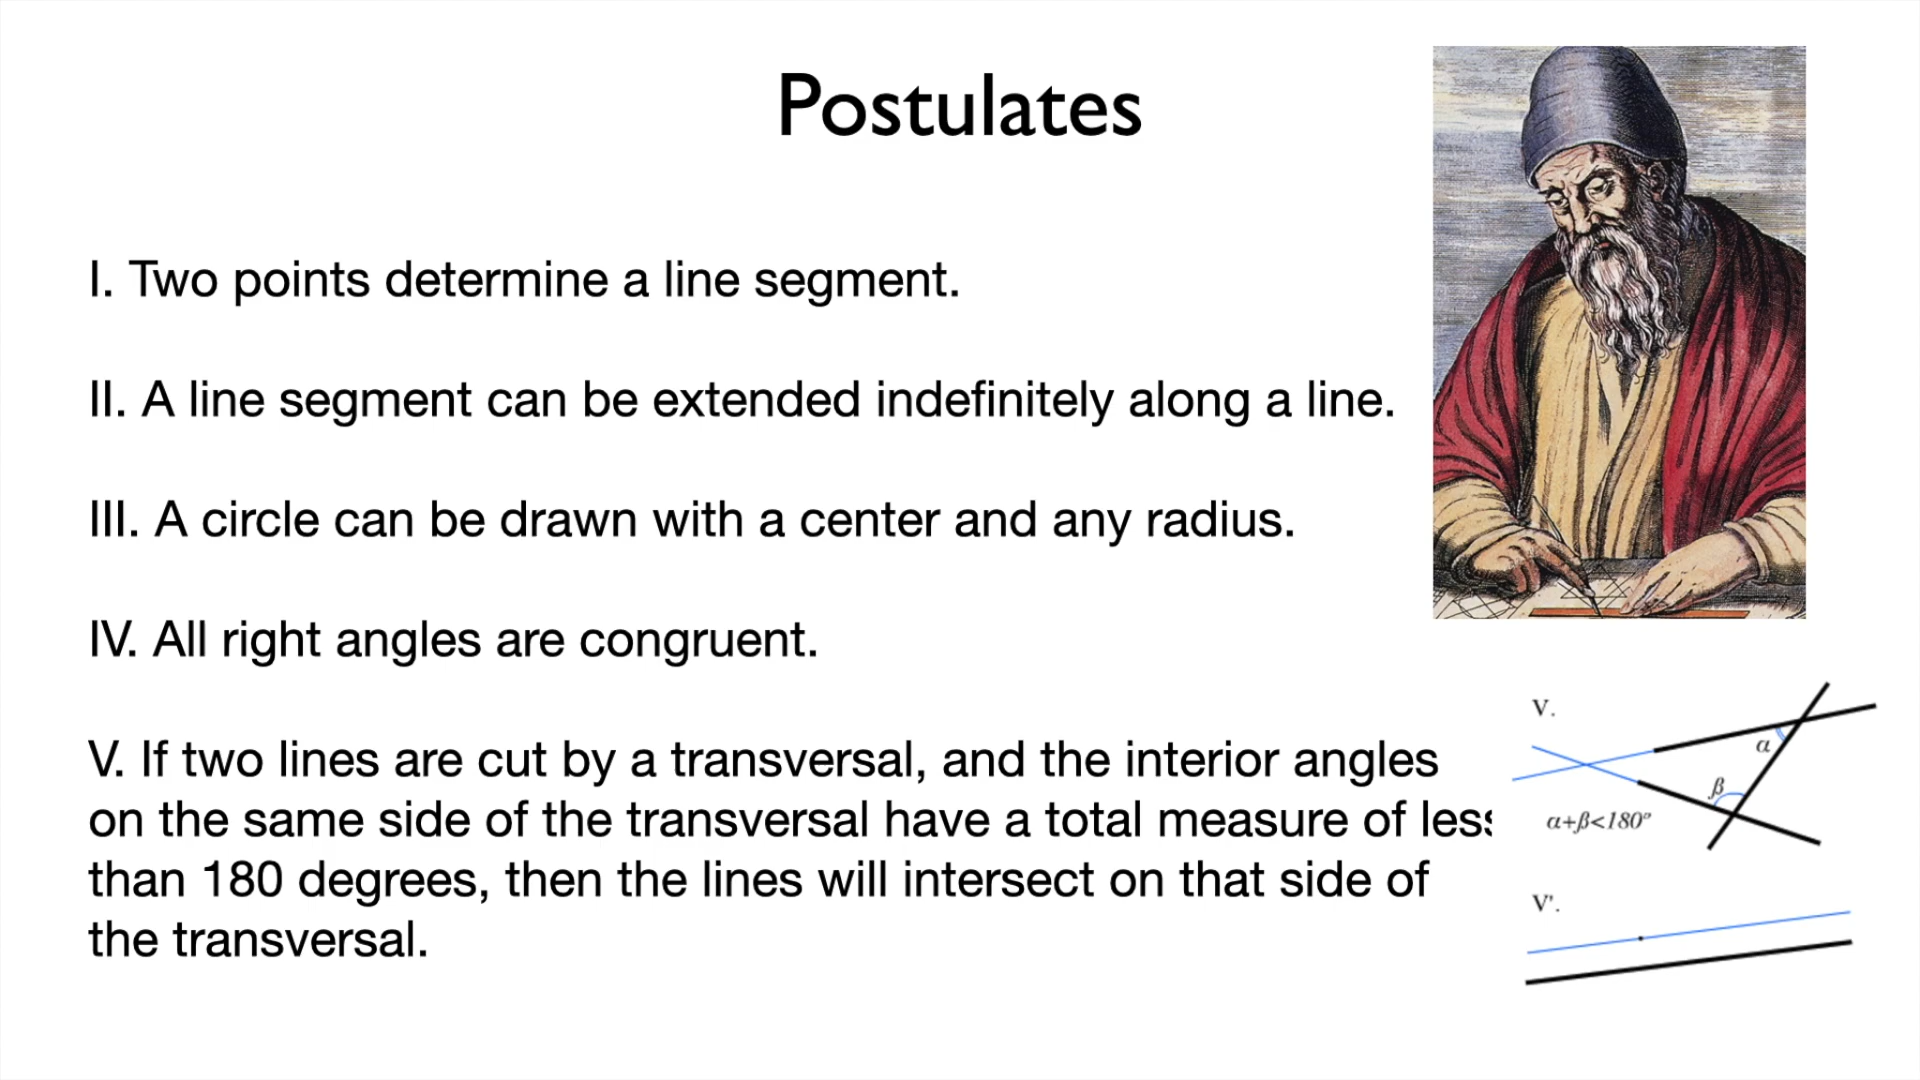 Postulates
I. Two points determine a line segment.
II. A line segment can be extended indefinitely along a line.
III. A circle can be drawn with a center and any radius.
IV. All right angles are congruent.
V. If two lines are cut by a transversal, and the interior angles
on the same side of the transversal have a total measure of less
than 180 degrees, then the lines will intersect on that side of
the transversal.
V.
α
β
α+β<180°
V'.